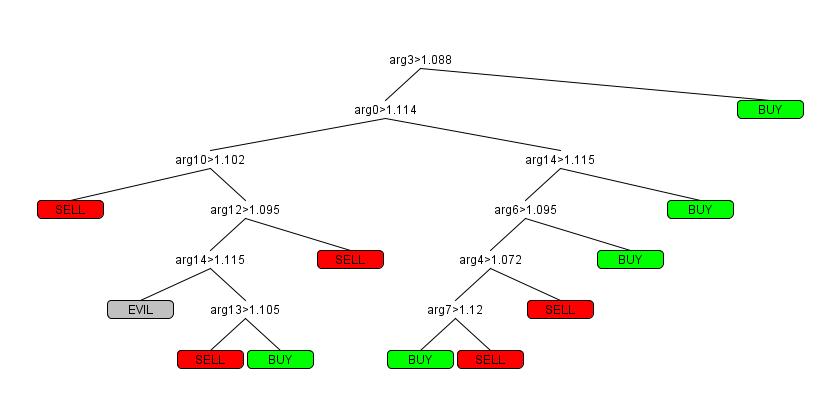 arg3>1.088
BUY
arg0>1.114
arg10>1.102
arg14>1.115
SELL
arg12>1.095
arg6>1.095
BUY
arg14>1.115
SELL
arg4>1.072
BUY
EVIL
arg13>1.105
arg7>1.12
SELL
SELL
BUY
BUY
SELL